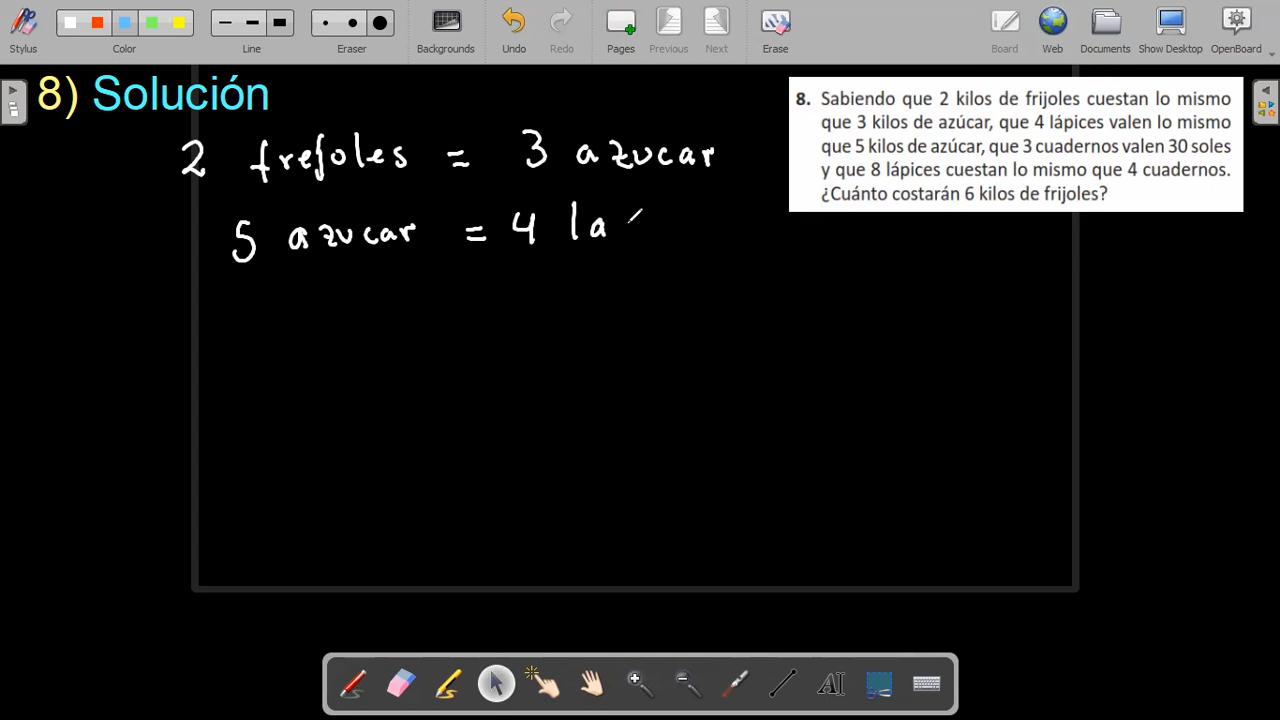 Stylus
Color
Line
Eraser
Backgrounds
Undo
Redo
Pages
Previous
Next
Erase
Board
Web
Documents
Show Desktop
OpenBoard
8) Solución
2 frejoles = 3 azucar
5 azucar = 4 la
8. Sabiendo que 2 kilos de frijoles cuestan lo mismo
que 3 kilos de azúcar, que 4 lápices valen lo mismo
que 5 kilos de azúcar, que 3 cuadernos valen 30 soles
y que 8 lápices cuestan lo mismo que 4 cuadernos.
¿Cuánto costarán 6 kilos de frijoles?
AI